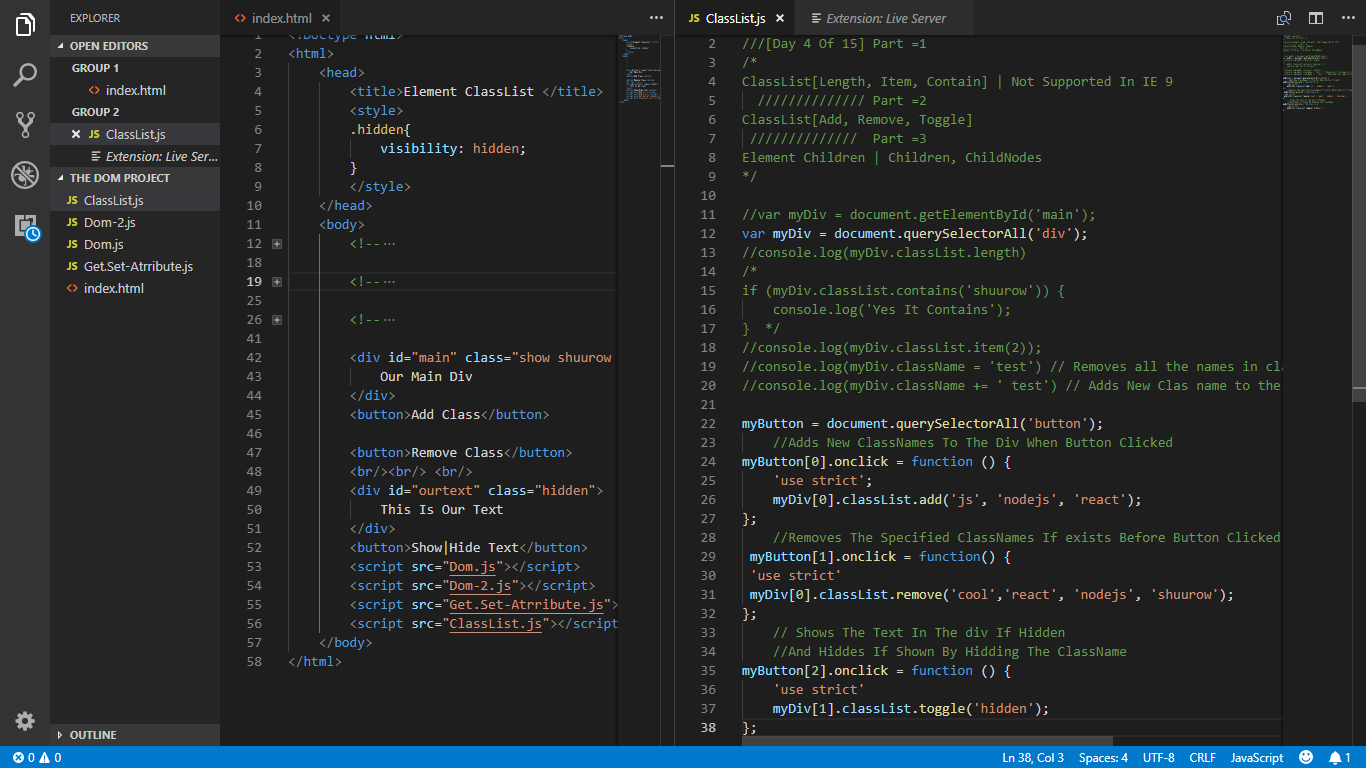 EXPLORER
OPEN EDITORS
GROUP 1
<> index.html
GROUP 2
× JS ClassList.js
Extension: Live Ser...
THE DOM PROJECT
JS ClassList.js
JS Dom-2.js
JS Dom.js
JS Get.Set-Atrribute.js
<> index.html
OUTLINE
<> index.html ×
1 <!Doctype html>
2 <html>
3 <head>
4 <title>Element ClassList </title>
5 <style>
6 .hidden{
7 visibility: hidden;
8 }
9 </style>
10 </head>
11 <body>
12 <!-- ...
18
19 <!-- ...
25
26 <!-- ...
41
42 <div id="main" class="show shuurow
43 Our Main Div
44 </div>
45 <button>Add Class</button>
46
47 <button>Remove Class</button>
48 <br/><br/> <br/>
49 <div id="ourtext" class="hidden">
50 This Is Our Text
51 </div>
52 <button>Show|Hide Text</button>
53 <script src="Dom.js"></script>
54 <script src="Dom-2.js"></script>
55 <script src="Get.Set-Atrribute.js">
56 <script src="ClassList.js"></script
57 </body>
58 </html>
JS ClassList.js × Extension: Live Server
2 ///[Day 4 Of 15] Part =1
3 /*
4 ClassList[Length, Item, Contain] | Not Supported In IE 9
5 ////////////// Part =2
6 ClassList[Add, Remove, Toggle]
7 ////////////// Part =3
8 Element Children | Children, ChildNodes
9 */
10
11 //var myDiv = document.getElementById('main');
12 var myDiv = document.querySelectorAll('div');
13 //console.log(myDiv.classList.length)
14 /*
15 if (myDiv.classList.contains('shuurow')) {
16 console.log('Yes It Contains');
17 } */
18 //console.log(myDiv.classList.item(2));
19 //console.log(myDiv.className = 'test') // Removes all the names in cl
20 //console.log(myDiv.className += ' test') // Adds New Clas name to the
21
22 myButton = document.querySelectorAll('button');
23 //Adds New ClassNames To The Div When Button Clicked
24 myButton[0].onclick = function () {
25 'use strict';
26 myDiv[0].classList.add('js', 'nodejs', 'react');
27 };
28 //Removes The Specified ClassNames If exists Before Button Clicked
29 myButton[1].onclick = function() {
30 'use strict'
31 myDiv[0].classList.remove('cool','react', 'nodejs', 'shuurow');
32 };
33 // Shows The Text In The div If Hidden
34 //And Hiddes If Shown By Hidding The ClassName
35 myButton[2].onclick = function () {
36 'use strict'
37 myDiv[1].classList.toggle('hidden');
38 };
0 0 Ln 38, Col 3 Spaces: 4 UTF-8 CRLF JavaScript 1